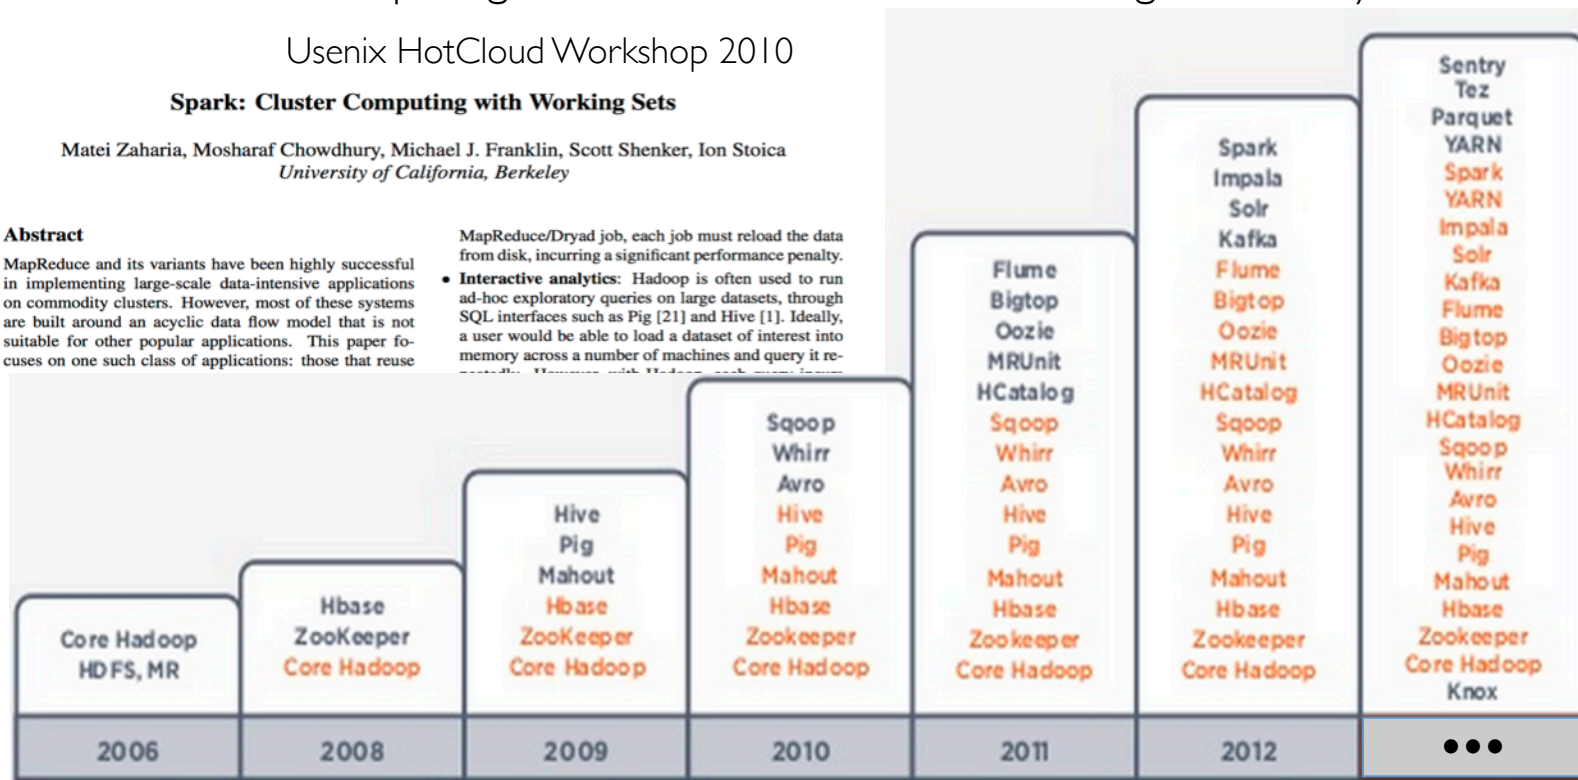 Usenix HotCloud Workshop 2010
Spark: Cluster Computing with Working Sets
Matei Zaharia, Mosharaf Chowdhury, Michael J. Franklin, Scott Shenker, Ion Stoica
University of California, Berkeley
Abstract
MapReduce and its variants have been highly successful
in implementing large-scale data-intensive applications
on commodity clusters. However, most of these systems
are built around an acyclic data flow model that is not
suitable for other popular applications. This paper fo-
cuses on one such class of applications: those that reuse
MapReduce/Dryad job, each job must reload the data
from disk, incurring a significant performance penalty.
• Interactive analytics: Hadoop is often used to run
ad-hoc exploratory queries on large datasets, through
SQL interfaces such as Pig [21] and Hive [1]. Ideally,
a user would be able to load a dataset of interest into
memory across a number of machines and query it re-
Core Hadoop
HDFS, MR
2006
Hbase
ZooKeeper
Core Hadoop
2008
Hive
Pig
Mahout
Hbase
ZooKeeper
Core Hadoop
2009
Sqoop
Whirr
Avro
Hive
Pig
Mahout
Hbase
Zookeeper
Core Hadoop
2010
Flume
Bigtop
Oozie
MRUnit
HCatalog
Sqoop
Whirr
Avro
Hive
Pig
Mahout
Hbase
Zookeeper
Core Hadoop
2011
Spark
Impala
Solr
Kafka
Flume
Bigtop
Oozie
MRUnit
HCatalog
Sqoop
Whirr
Avro
Hive
Pig
Mahout
Hbase
Zookeeper
Core Hadoop
2012
Sentry
Tez
Parquet
YARN
Spark
YARN
Impala
Solr
Kafka
Flume
Bigtop
Oozie
MRUnit
HCatalog
Sqoop
Whirr
Avro
Hive
Pig
Mahout
Hbase
Zookeeper
Core Hadoop
Knox
•••